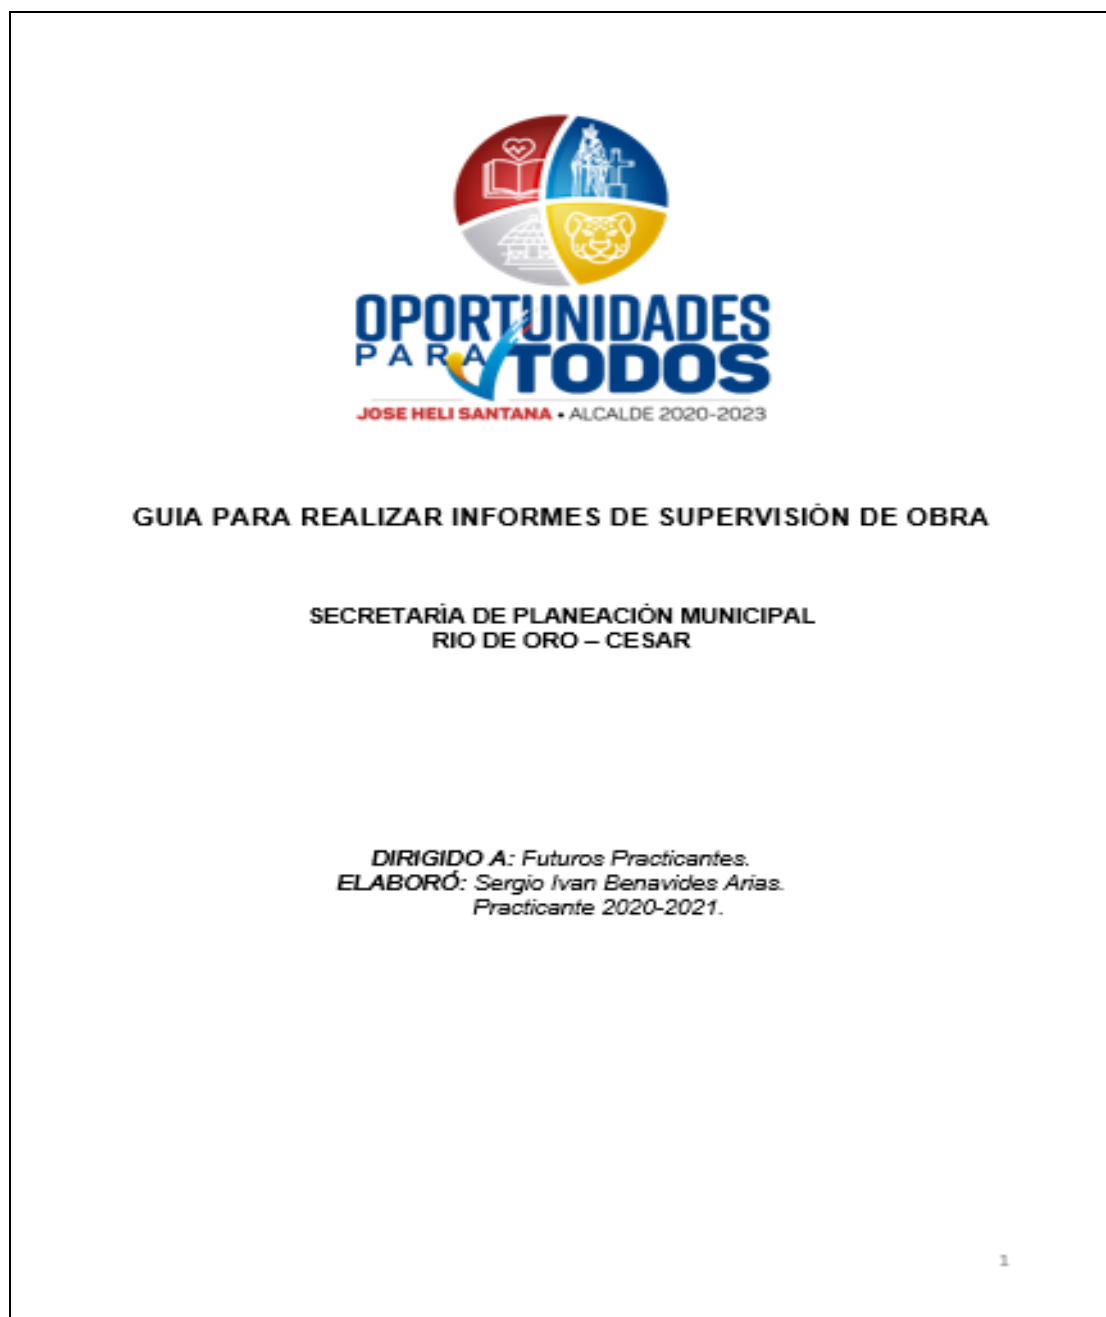 OPORTUNIDADES
PARA TODOS
JOSE HELI SANTANA • ALCALDE 2020-2023
GUIA PARA REALIZAR INFORMES DE SUPERVISIÓN DE OBRA
SECRETARÍA DE PLANEACIÓN MUNICIPAL
RIO DE ORO – CESAR
DIRIGIDO A: Futuros Practicantes.
ELABORÓ: Sergio Ivan Benavides Arias.
Practicante 2020-2021.
1